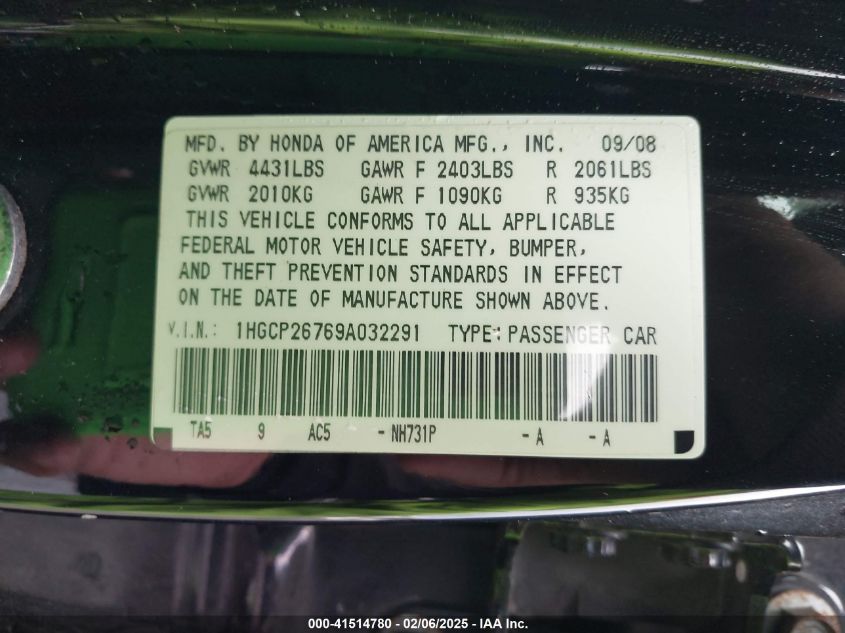 MFD. BY HONDA OF AMERICA MFG., INC. 09/08
GVWR 4431LBS GAWR F 2403LBS R 2061LBS
GVWR 2010KG GAWR F 1090KG R 935KG
THIS VEHICLE CONFORMS TO ALL APPLICABLE
FEDERAL MOTOR VEHICLE SAFETY, BUMPER,
AND THEFT PREVENTION STANDARDS IN EFFECT
ON THE DATE OF MANUFACTURE SHOWN ABOVE.
V.I.N.: 1HGCP26769A032291 TYPE: PASSENGER CAR
TA5 9 AC5 - NH731P - A - A
000-41514780 - 02/06/2025 - IAA Inc.